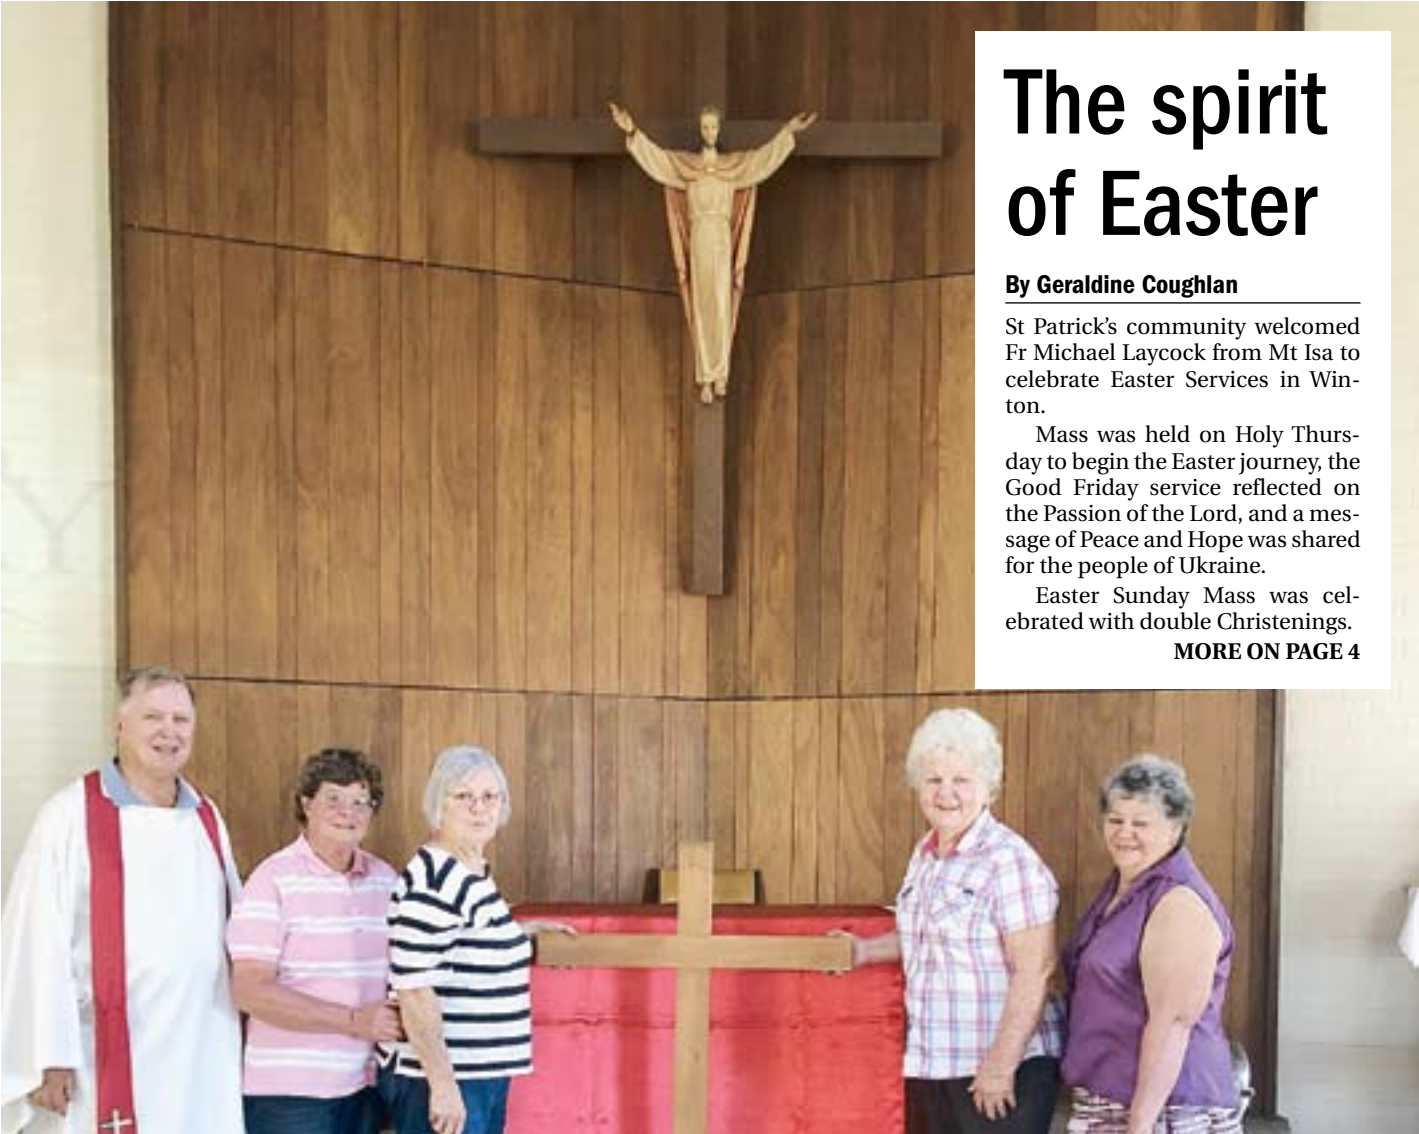 The spirit
of Easter
By Geraldine Coughlan
St Patrick's community welcomed
Fr Michael Laycock from Mt Isa to
celebrate Easter Services in Win-
ton.
Mass was held on Holy Thurs-
day to begin the Easter journey, the
Good Friday service reflected on
the Passion of the Lord, and a mes-
sage of Peace and Hope was shared
for the people of Ukraine.
Easter Sunday Mass was cel-
ebrated with double Christenings.
MORE ON PAGE 4